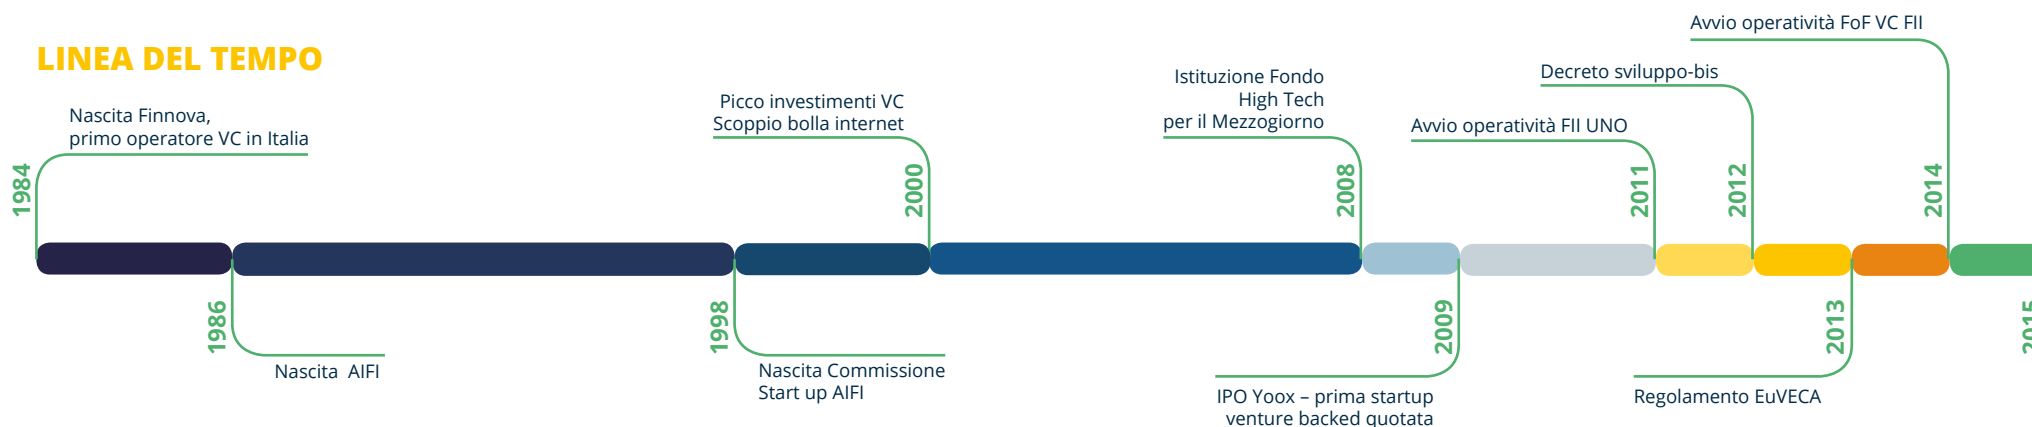 LINEA DEL TEMPO
1984
Nascita Finnova,
primo operatore VC in Italia
1986
Nascita AIFI
1998
Nascita Commissione
Start up AIFI
Picco investimenti VC
Scoppio bolla internet
2000
Istituzione Fondo
High Tech
per il Mezzogiorno
2008
2009
IPO Yoox – prima startup
venture backed quotata
Avvio operatività FII UNO
2011
Decreto sviluppo-bis
2012
2013
Regolamento EuVECA
Avvio operatività FoF VC FII
2014
2015